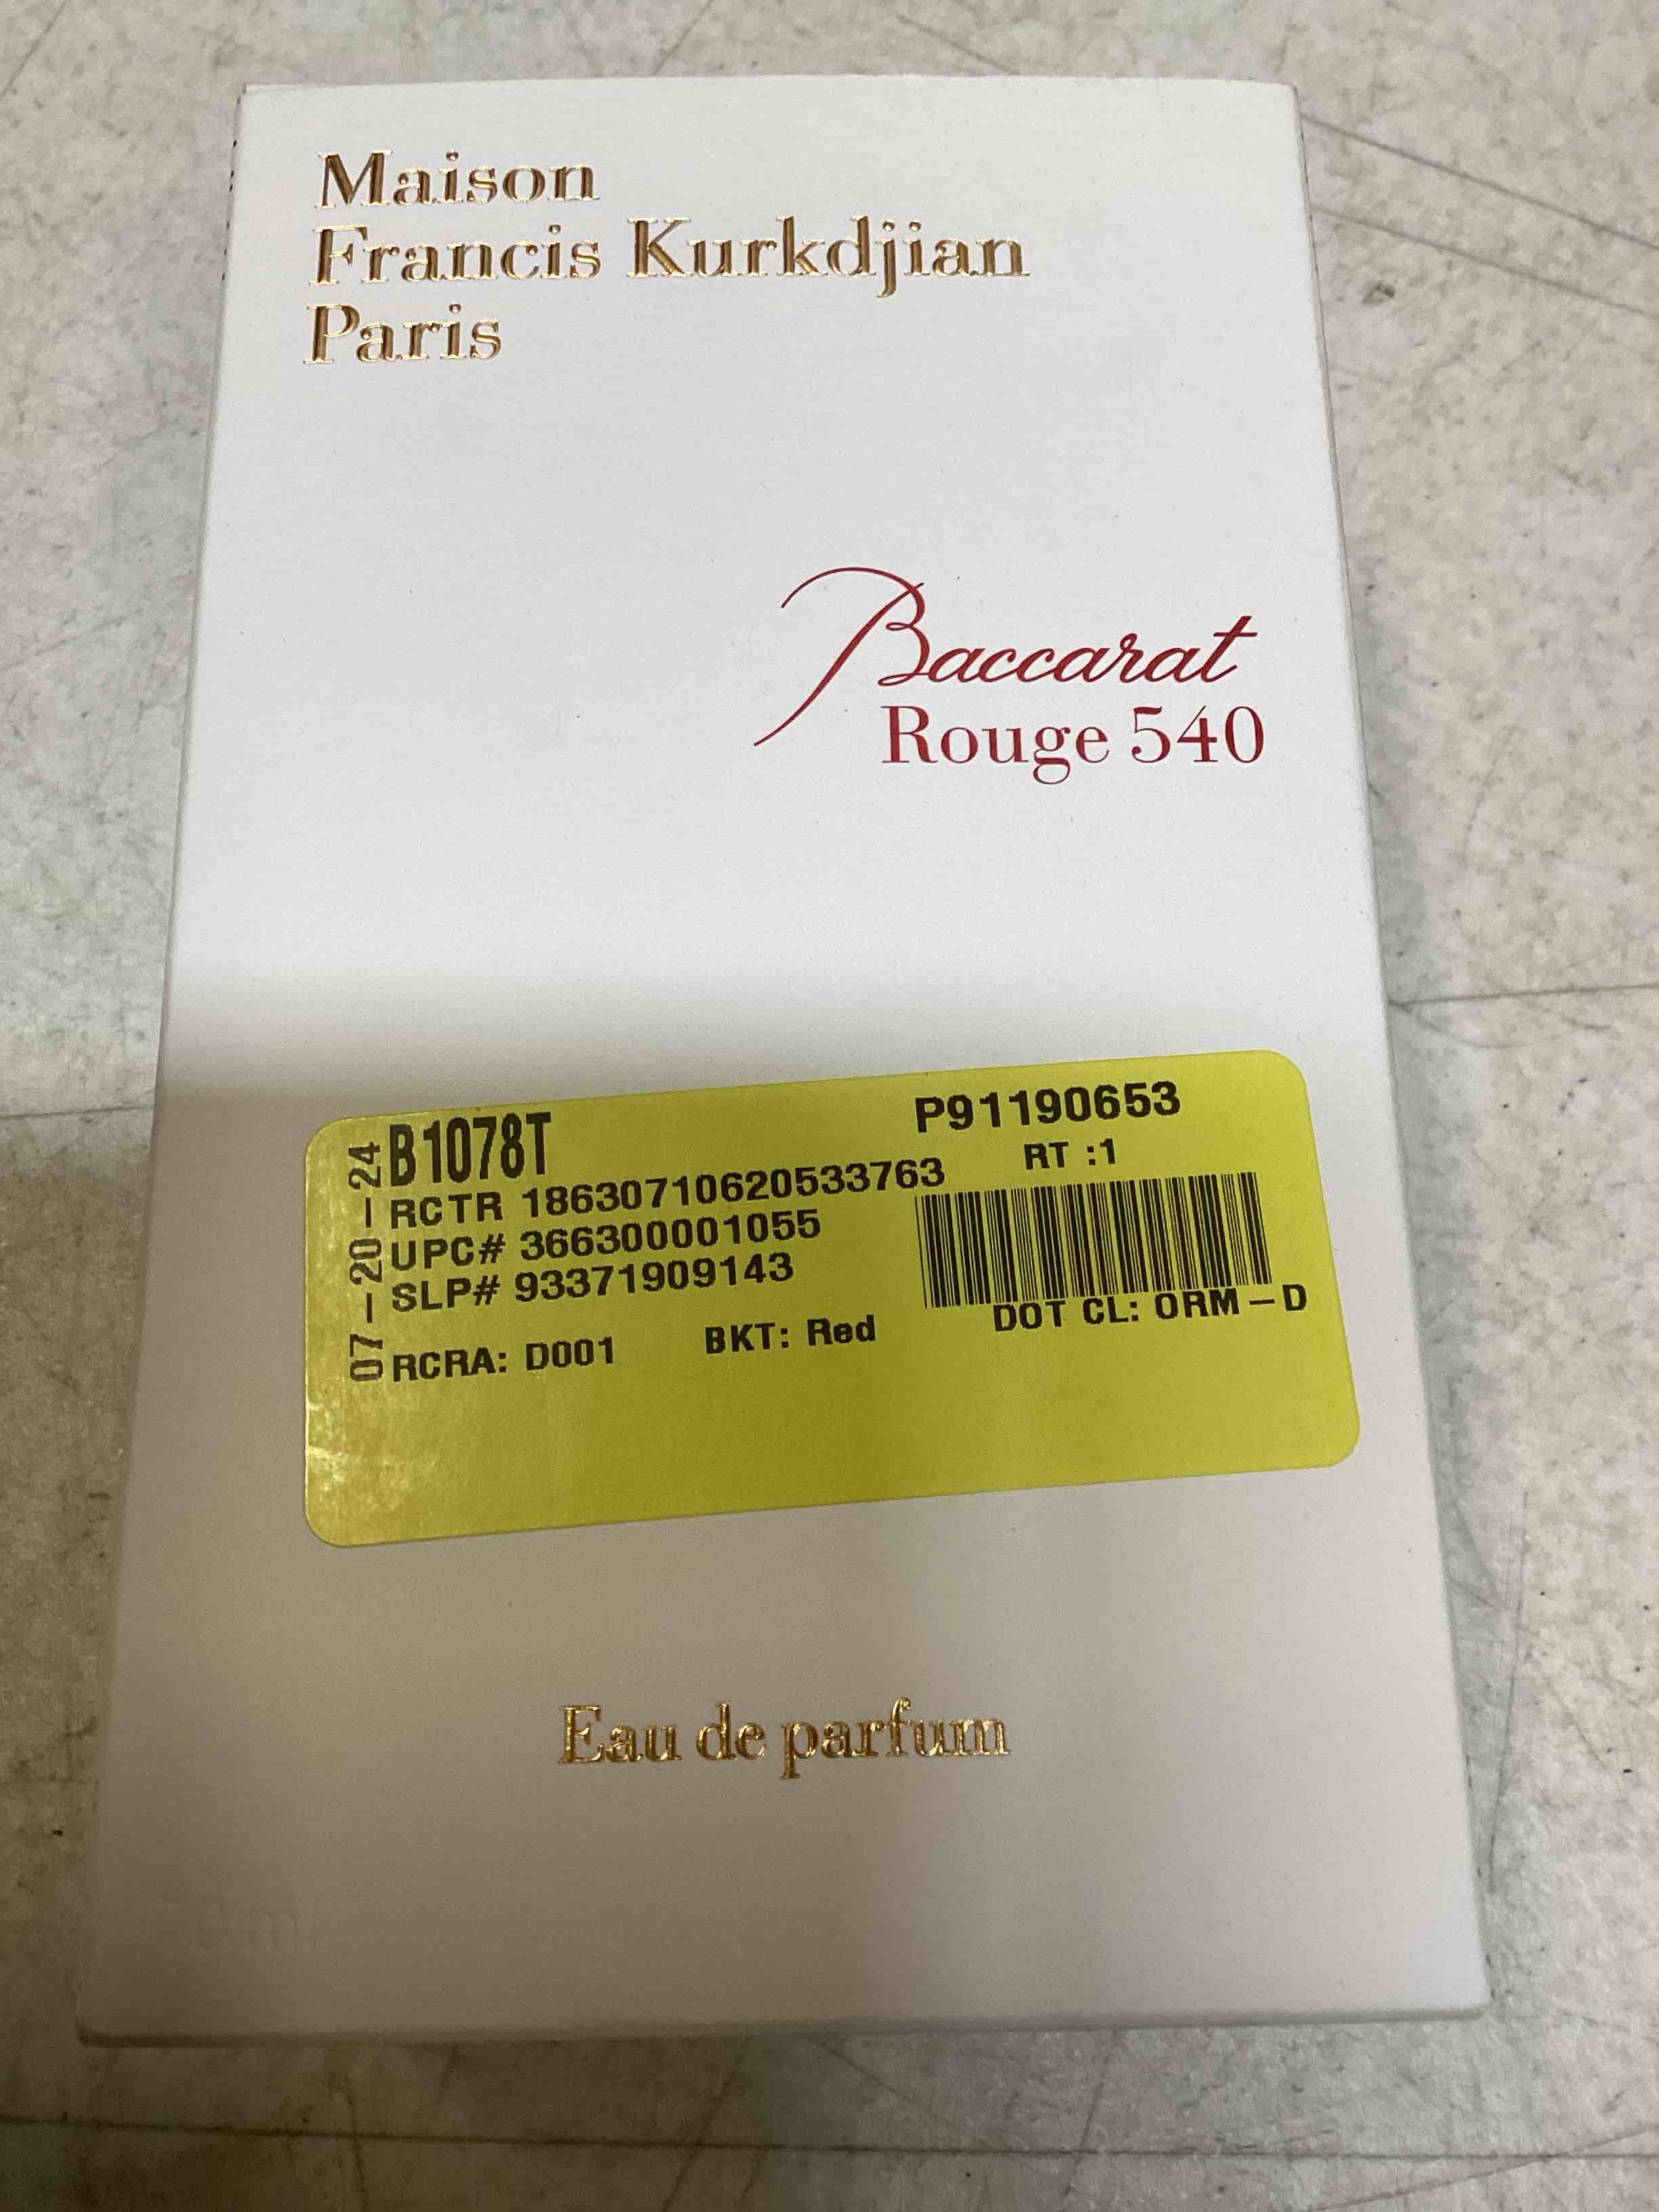 Maison
Francis Kurkdjian
Paris
Baccarat
Rouge 540
07-20-24
B1078T
P91190653
RCTR 18630710620533763
RT :1
UPC# 366300001055
SLP# 93371909143
RCRA: D001 BKT: Red DOT CL: ORM-D
Eau de parfum